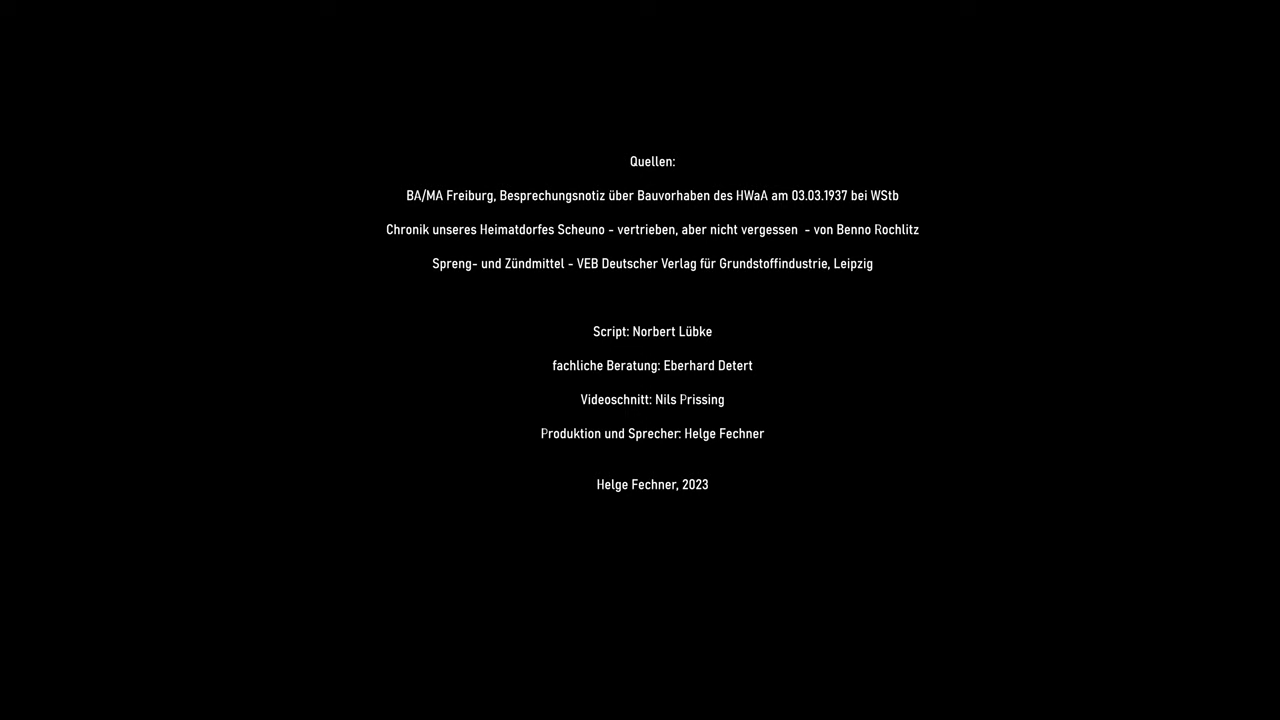 Quellen:
BA/MA Freiburg, Besprechungsnotiz über Bauvorhaben des HWaA am 03.03.1937 bei WStb
Chronik unseres Heimatdorfes Scheuno - vertrieben, aber nicht vergessen - von Benno Rochlitz
Spreng- und Zündmittel - VEB Deutscher Verlag für Grundstoffindustrie, Leipzig
Script: Norbert Lübke
fachliche Beratung: Eberhard Detert
Videoschnitt: Nils Prissing
Produktion und Sprecher: Helge Fechner
Helge Fechner, 2023